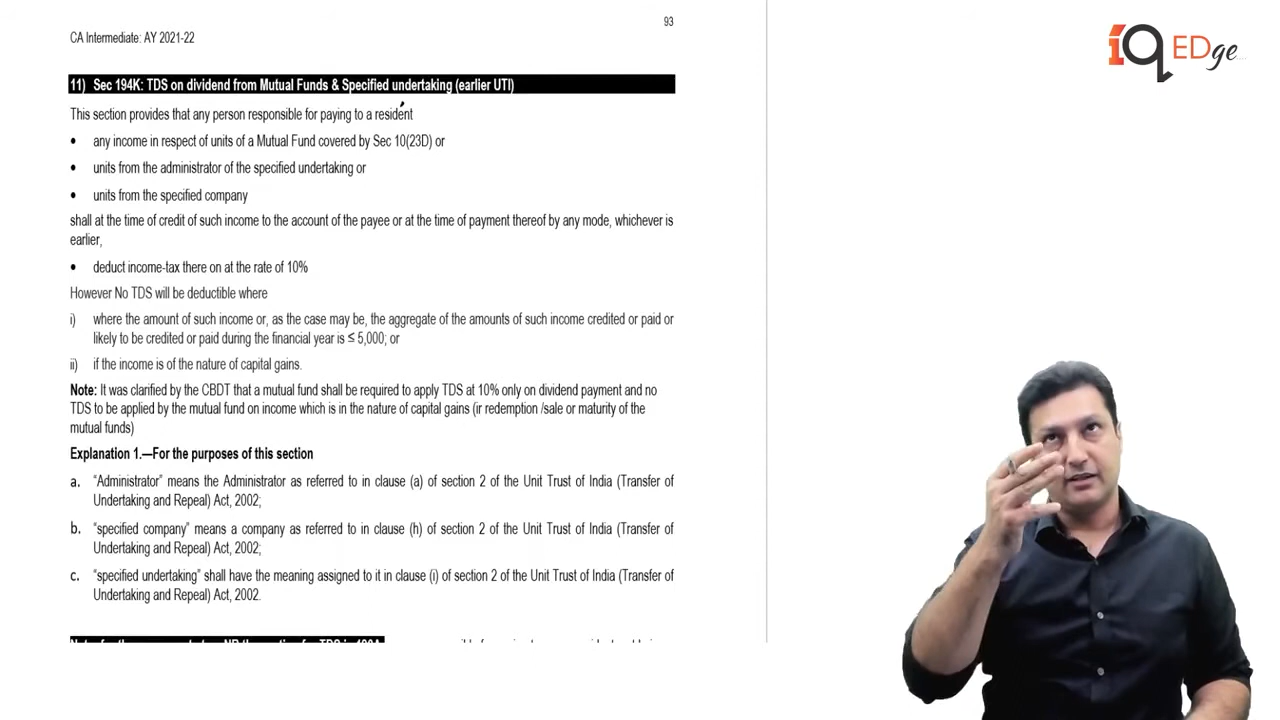 93
CA Intermediate: AY 2021-22
iQ EDge
11) Sec 194K: TDS on dividend from Mutual Funds & Specified undertaking (earlier UTI)
This section provides that any person responsible for paying to a resident
• any income in respect of units of a Mutual Fund covered by Sec 10(23D) or
• units from the administrator of the specified undertaking or
• units from the specified company
shall at the time of credit of such income to the account of the payee or at the time of payment thereof by any mode, whichever is
earlier,
• deduct income-tax there on at the rate of 10%
However No TDS will be deductible where
i) where the amount of such income or, as the case may be, the aggregate of the amounts of such income credited or paid or
likely to be credited or paid during the financial year is ≤ 5,000; or
ii) if the income is of the nature of capital gains.
Note: It was clarified by the CBDT that a mutual fund shall be required to apply TDS at 10% only on dividend payment and no
TDS to be applied by the mutual fund on income which is in the nature of capital gains (ir redemption /sale or maturity of the
mutual funds)
Explanation 1.—For the purposes of this section
a. “Administrator” means the Administrator as referred to in clause (a) of section 2 of the Unit Trust of India (Transfer of
Undertaking and Repeal) Act, 2002;
b. “specified company” means a company as referred to in clause (h) of section 2 of the Unit Trust of India (Transfer of
Undertaking and Repeal) Act, 2002;
c. “specified undertaking” shall have the meaning assigned to it in clause (i) of section 2 of the Unit Trust of India (Transfer of
Undertaking and Repeal) Act, 2002.